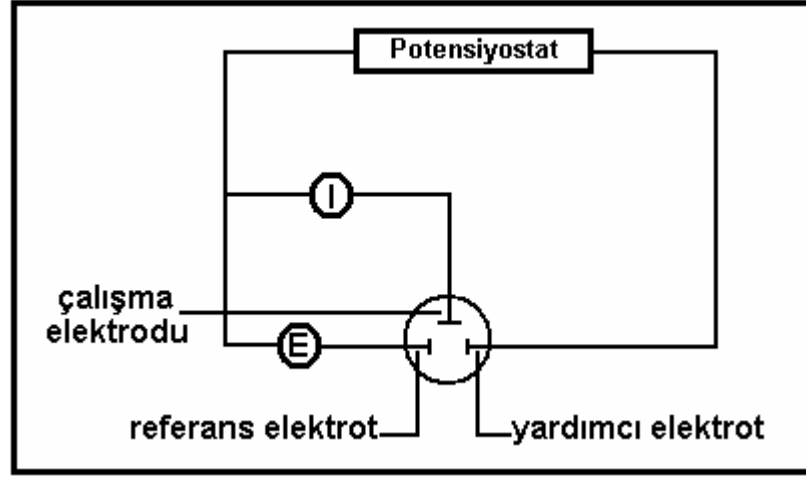 Potensiyostat
I
çalışma
elektrodu
E
referans elektrot
yardımcı elektrot